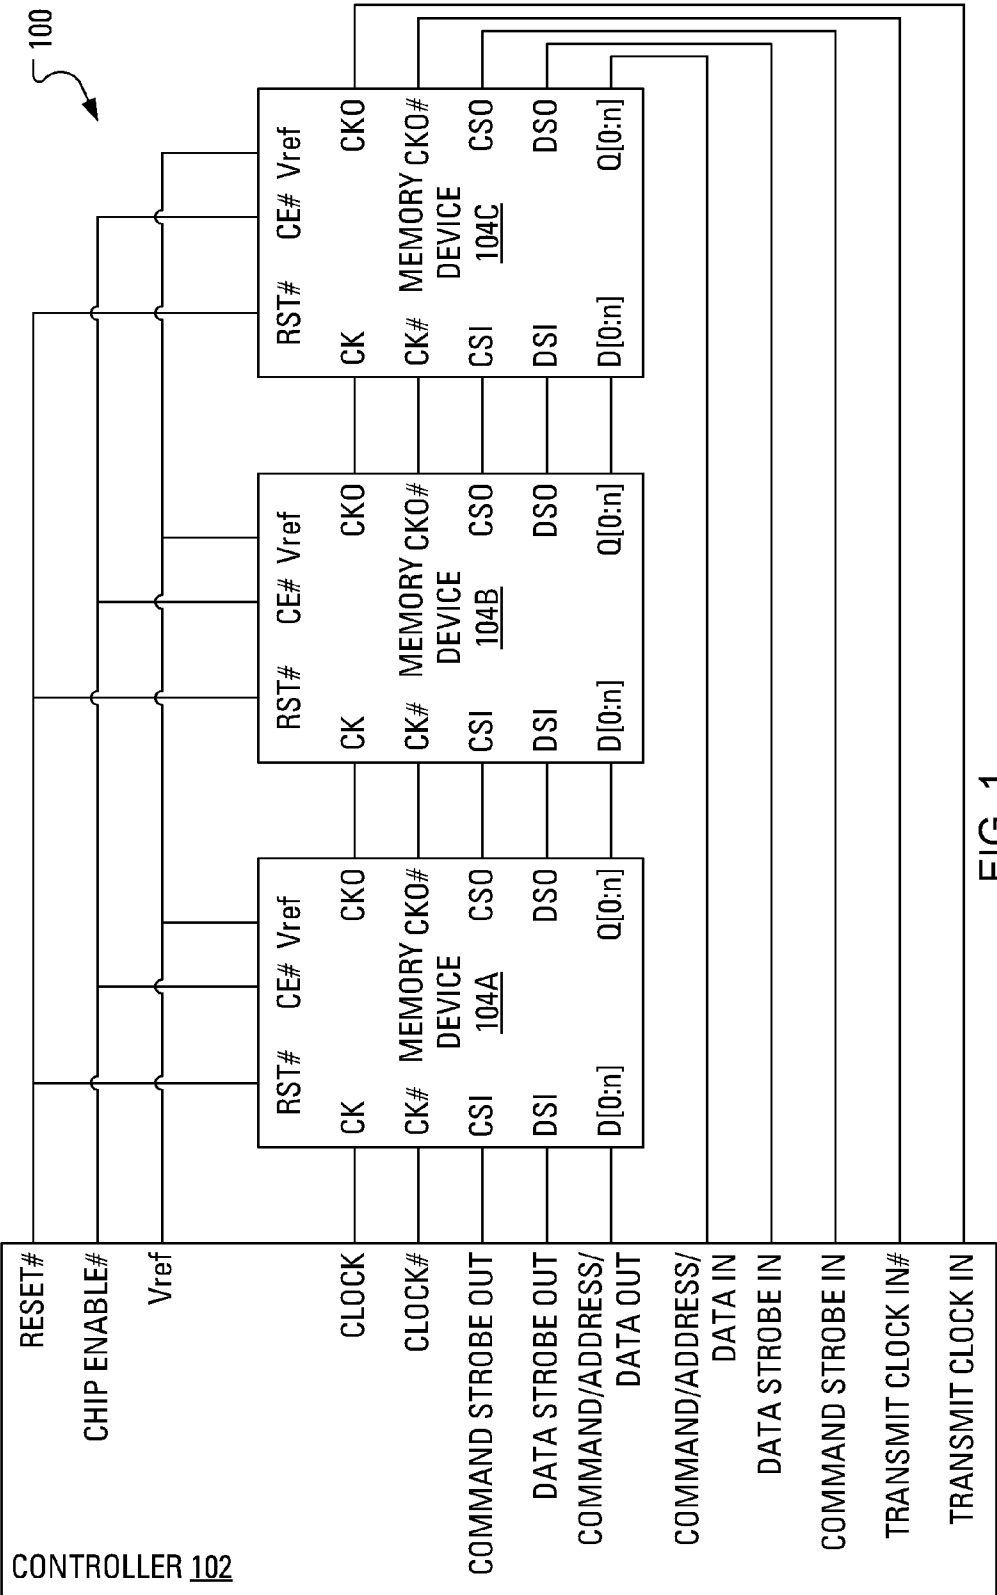 100
RESET#
CHIP ENABLE#
Vref
CLOCK
CLOCK#
COMMAND STROBE OUT
DATA STROBE OUT
COMMAND/ADDRESS/
DATA OUT
COMMAND/ADDRESS/
DATA IN
DATA STROBE IN
COMMAND STROBE IN
TRANSMIT CLOCK IN#
TRANSMIT CLOCK IN
CONTROLLER 102
RST#
CE#
Vref
CK
CKO
CK#
MEMORY
CKO#
DEVICE
104A
CSI
CSO
DSI
DSO
D[0:n]
Q[0:n]
RST#
CE#
Vref
CK
CKO
CK#
MEMORY
CKO#
DEVICE
104B
CSI
CSO
DSI
DSO
D[0:n]
Q[0:n]
RST#
CE#
Vref
CK
CKO
CK#
MEMORY
CKO#
DEVICE
104C
CSI
CSO
DSI
DSO
D[0:n]
Q[0:n]
FIG. 1